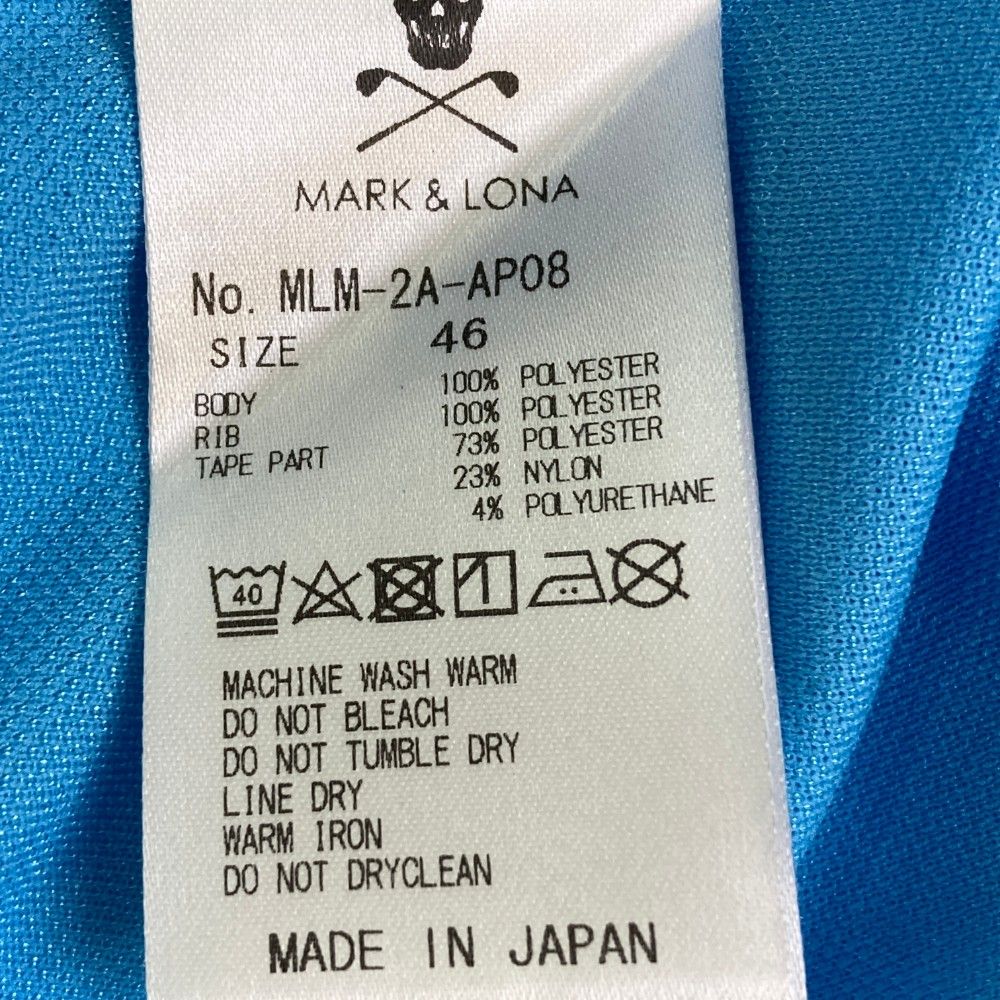 MARK & LONA
No. MLM-2A-AP08
SIZE 46
BODY 100% POLYESTER
RIB 100% POLYESTER
TAPE PART 73% POLYESTER
23% NYLON
4% POLYURETHANE
40
MACHINE WASH WARM
DO NOT BLEACH
DO NOT TUMBLE DRY
LINE DRY
WARM IRON
DO NOT DRYCLEAN
MADE IN JAPAN